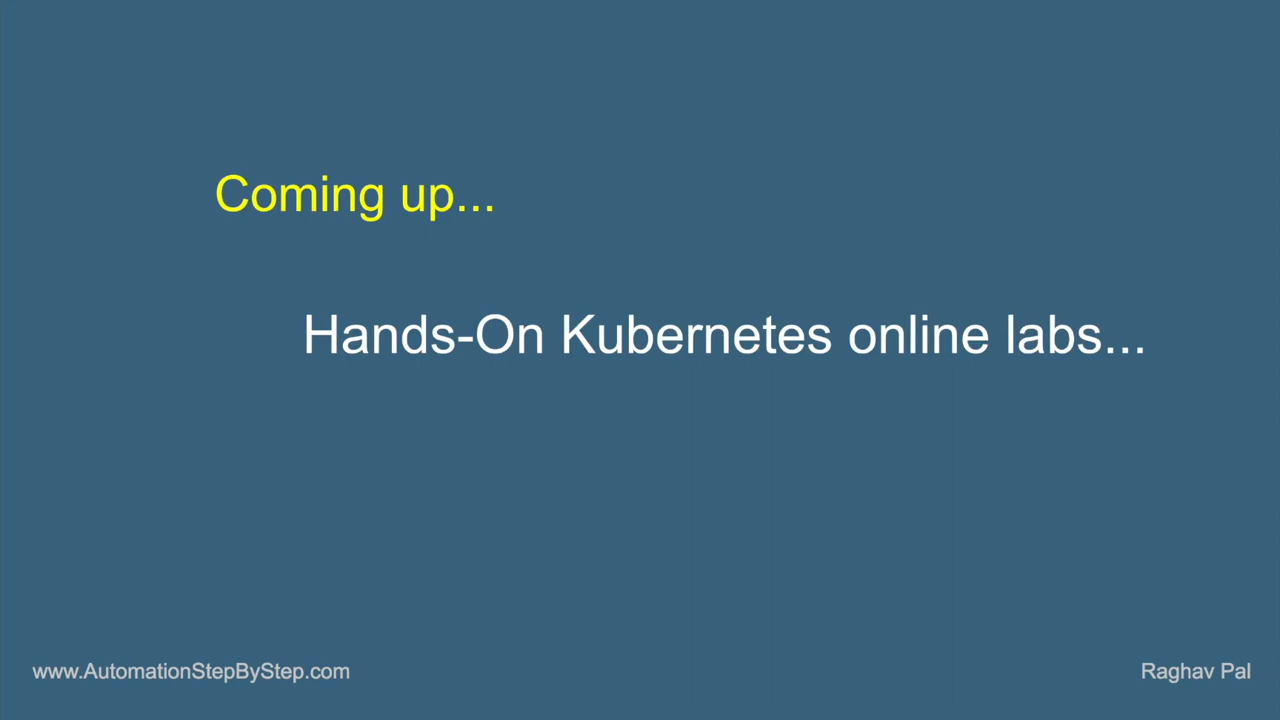 Coming up...
Hands-On Kubernetes online labs...
www.AutomationStepByStep.com
Raghav Pal